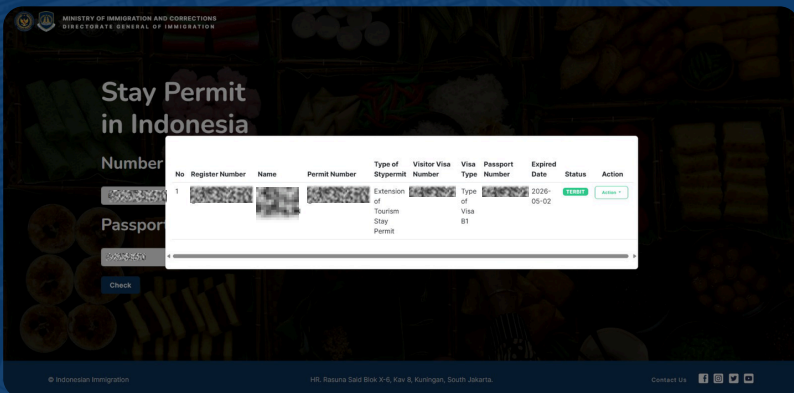 MINISTRY OF IMMIGRATION AND CORRECTIONS
DIRECTORATE GENERAL OF IMMIGRATION
Stay Permit
in Indonesia
Number
Passpor
Check
No Register Number Name Permit Number Type of Stypermit Visitor Visa Number Visa Type Passport Number Expired Date Status Action
1 Extension of Tourism Stay Permit Type of Visa B1 2026-05-02 TERBIT Action
© Indonesian Immigration
HR. Rasuna Said Blok X-6, Kav 8, Kuningan, South Jakarta.
Contact Us